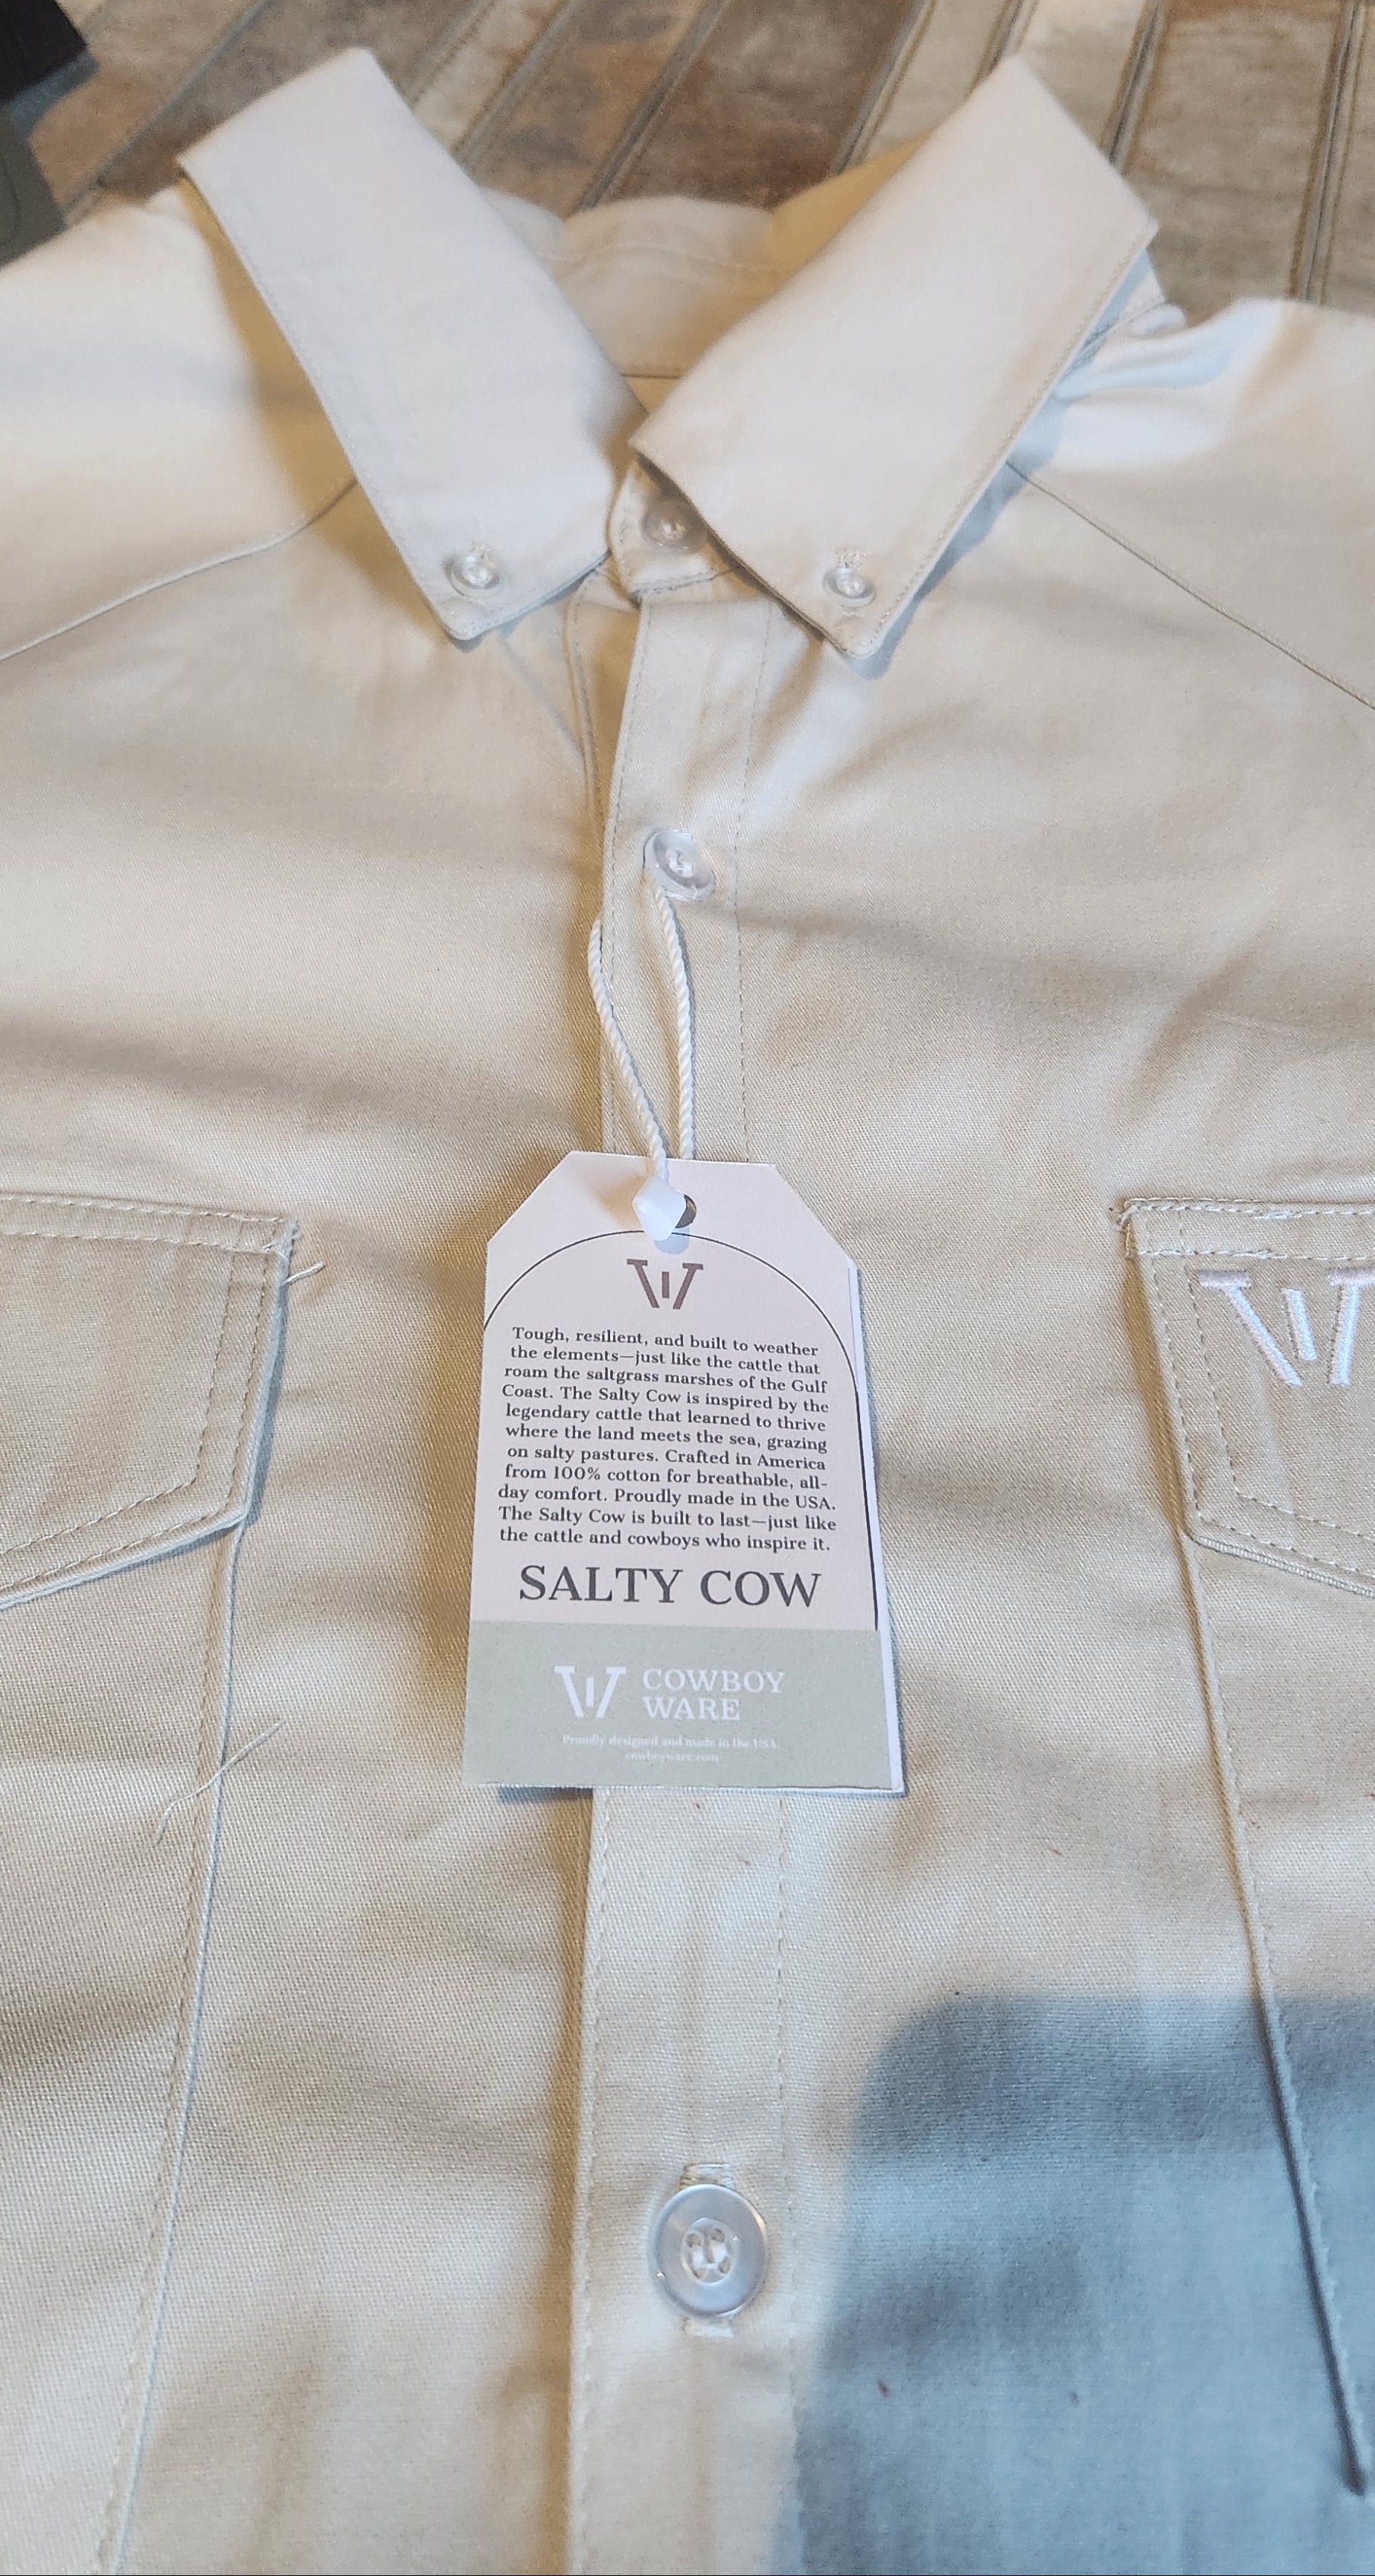 Tough, resilient, and built to weather
the elements—just like the cattle that
roam the saltgrass marshes of the Gulf
Coast. The Salty Cow is inspired by the
legendary cattle that learned to thrive
where the land meets the sea, grazing
on salty pastures. Crafted in America
from 100% cotton for breathable, all-
day comfort. Proudly made in the USA.
The Salty Cow is built to last—just like
the cattle and cowboys who inspire it.
SALTY COW
COWBOY
WARE
Proudly designed and made in the USA
cowboyware.com